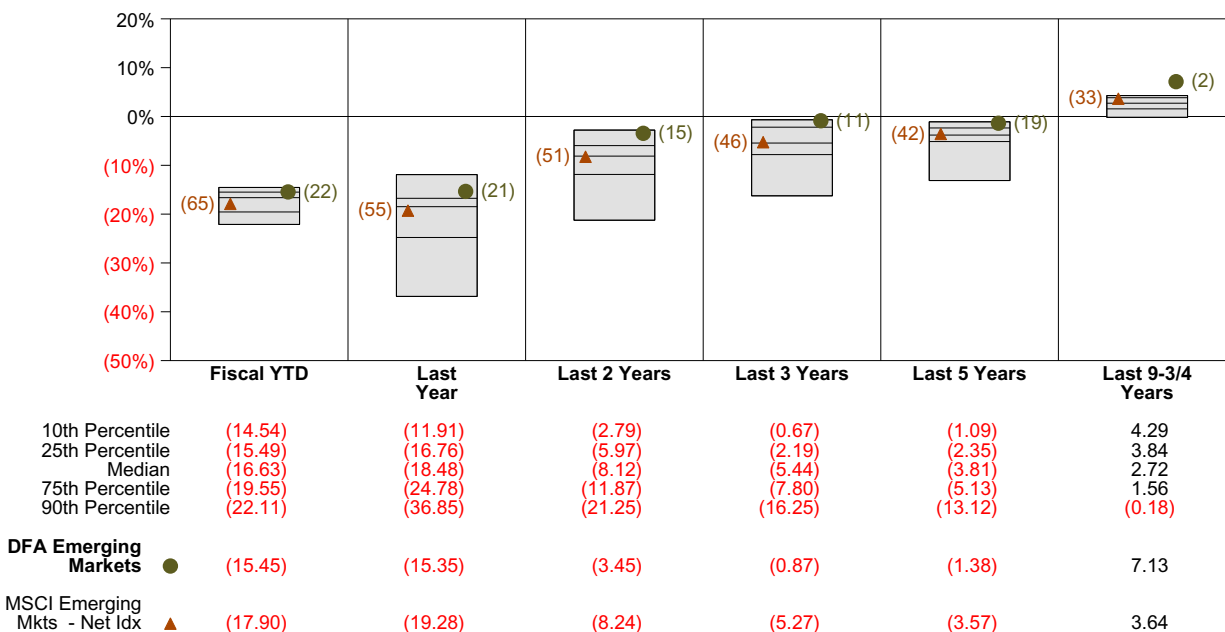 20%
10%
0%
(10%)
(20%)
(30%)
(40%)
(50%)
(65) (22)
(55) (21)
(51) (15)
(46) (11)
(42) (19)
(33) (2)
Fiscal YTD Last Year Last 2 Years Last 3 Years Last 5 Years Last 9-3/4 Years
10th Percentile (14.54) (11.91) (2.79) (0.67) (1.09) 4.29
25th Percentile (15.49) (16.76) (5.97) (2.19) (2.35) 3.84
Median (16.63) (18.48) (8.12) (5.44) (3.81) 2.72
75th Percentile (19.55) (24.78) (11.87) (7.80) (5.13) 1.56
90th Percentile (22.11) (36.85) (21.25) (16.25) (13.12) (0.18)
DFA Emerging
Markets (15.45) (15.35) (3.45) (0.87) (1.38) 7.13
MSCI Emerging
Mkts - Net Idx (17.90) (19.28) (8.24) (5.27) (3.57) 3.64